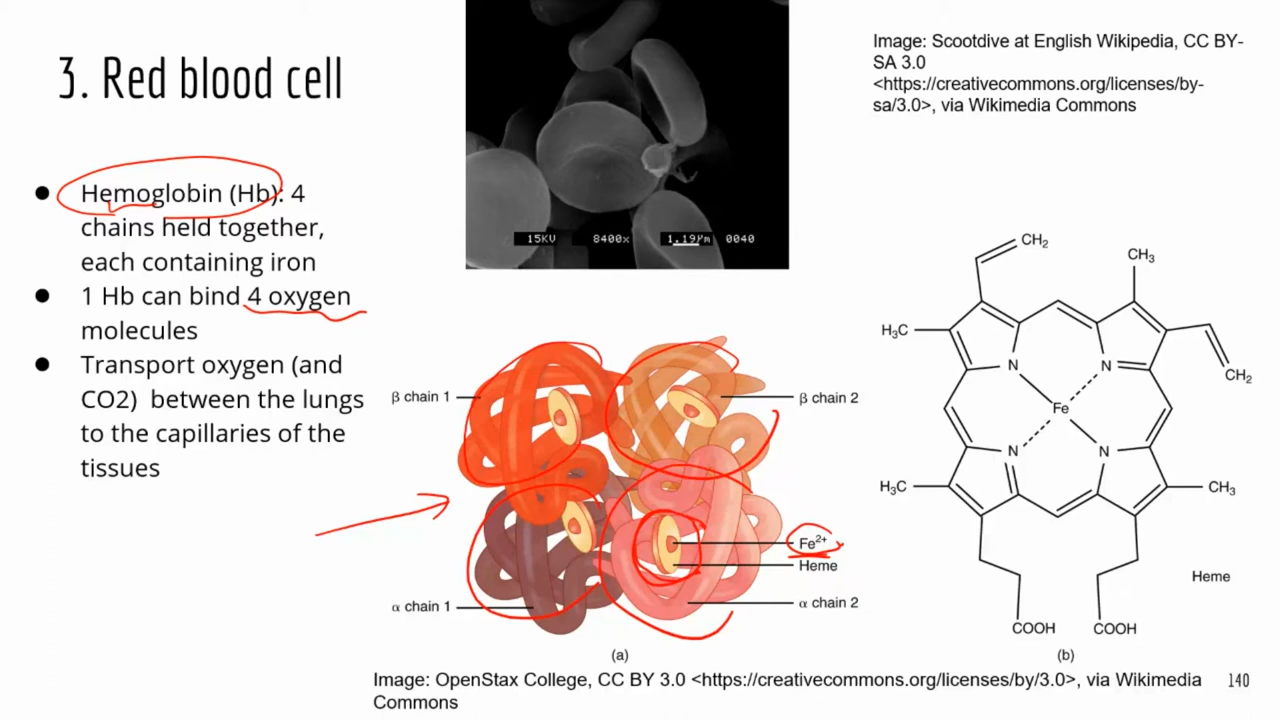 3. Red blood cell
● Hemoglobin (Hb): 4
chains held together,
each containing iron
● 1 Hb can bind 4 oxygen
molecules
● Transport oxygen (and
CO2) between the lungs
to the capillaries of the
tissues
15KV 8400x 1.19µm 0040
Image: Scootdive at English Wikipedia, CC BY-
SA 3.0
<https://creativecommons.org/licenses/by-
sa/3.0>, via Wikimedia Commons
β chain 1
β chain 2
Fe2+
Heme
α chain 1
α chain 2
(a)
CH2
CH3
H3C
N
N
CH2
Fe
N
N
H3C
CH3
Heme
COOH
COOH
(b)
Image: OpenStax College, CC BY 3.0 <https://creativecommons.org/licenses/by/3.0>, via Wikimedia
Commons
140